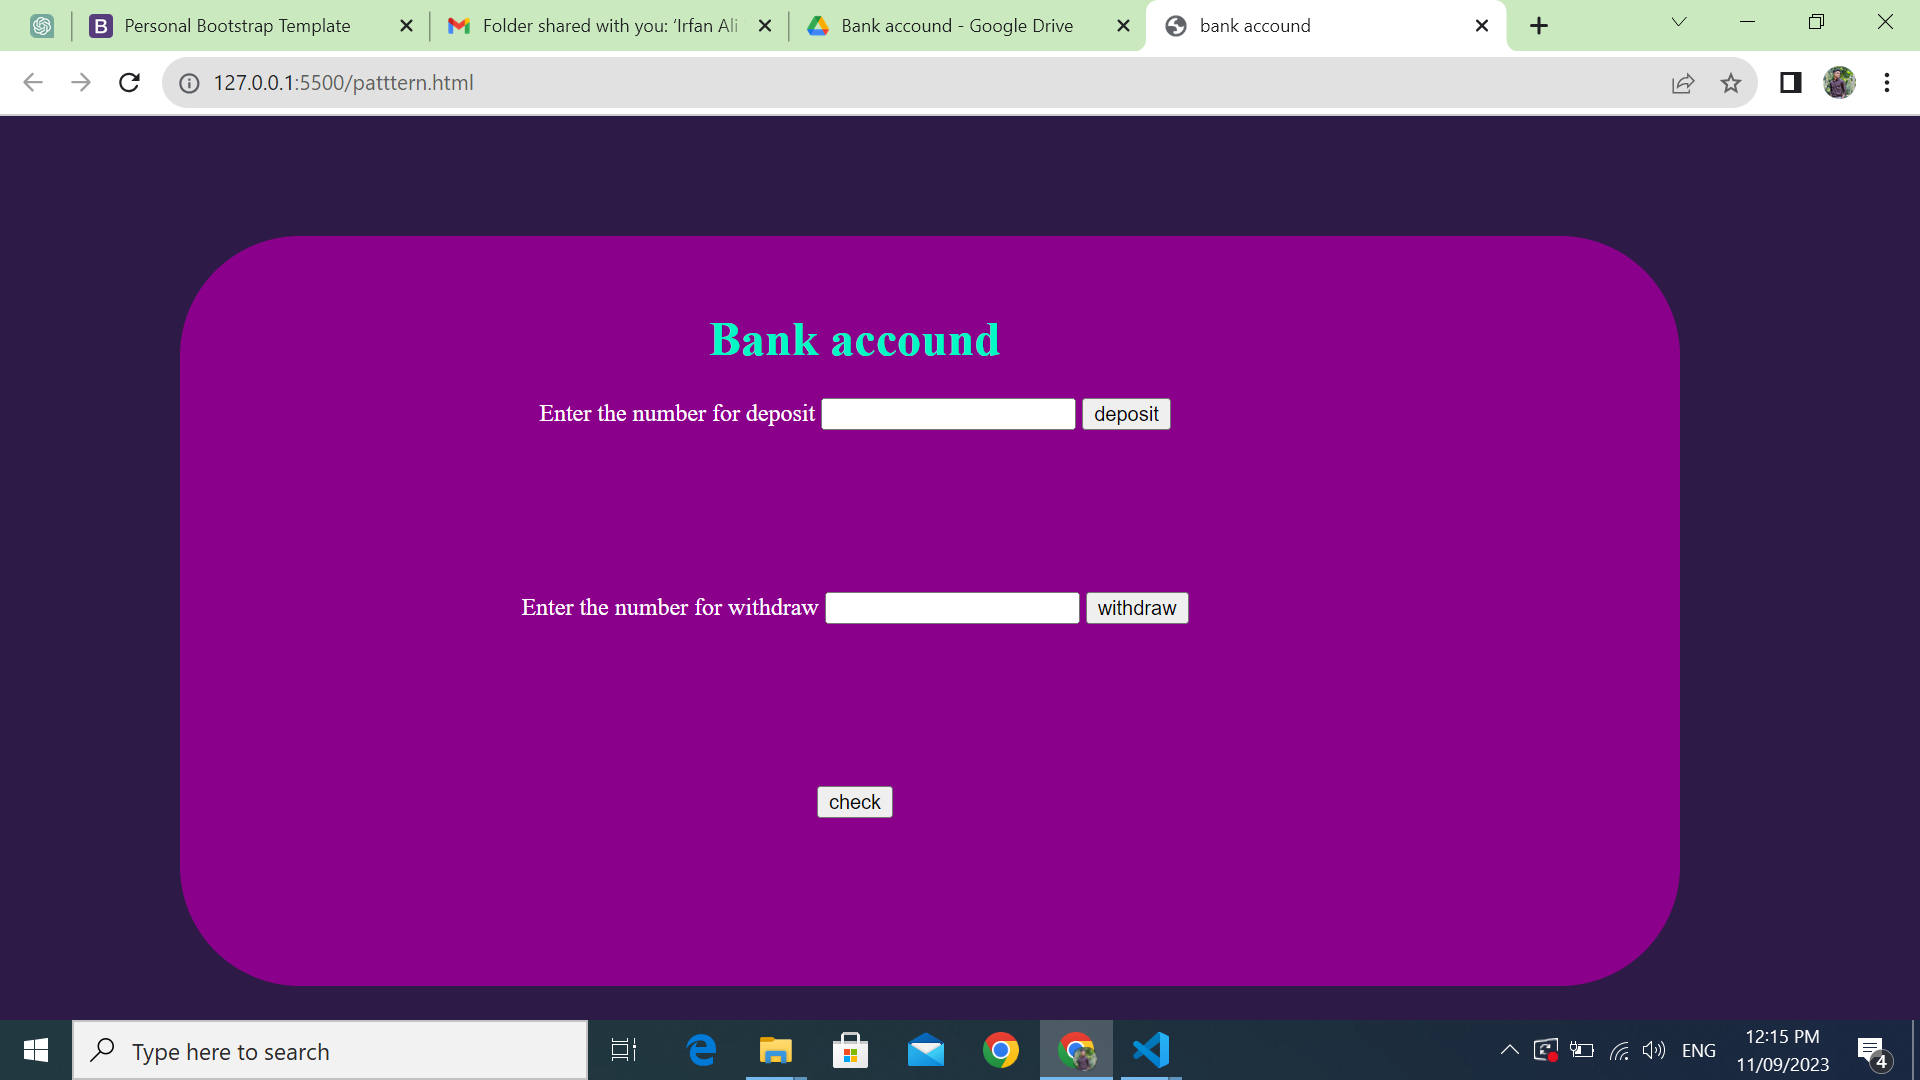 Personal Bootstrap Template
Folder shared with you: ‘Irfan Ali
Bank accound - Google Drive
bank accound
127.0.0.1:5500/patttern.html
Bank accound
Enter the number for deposit
deposit
Enter the number for withdraw
withdraw
check
Type here to search
ENG
12:15 PM
11/09/2023
4